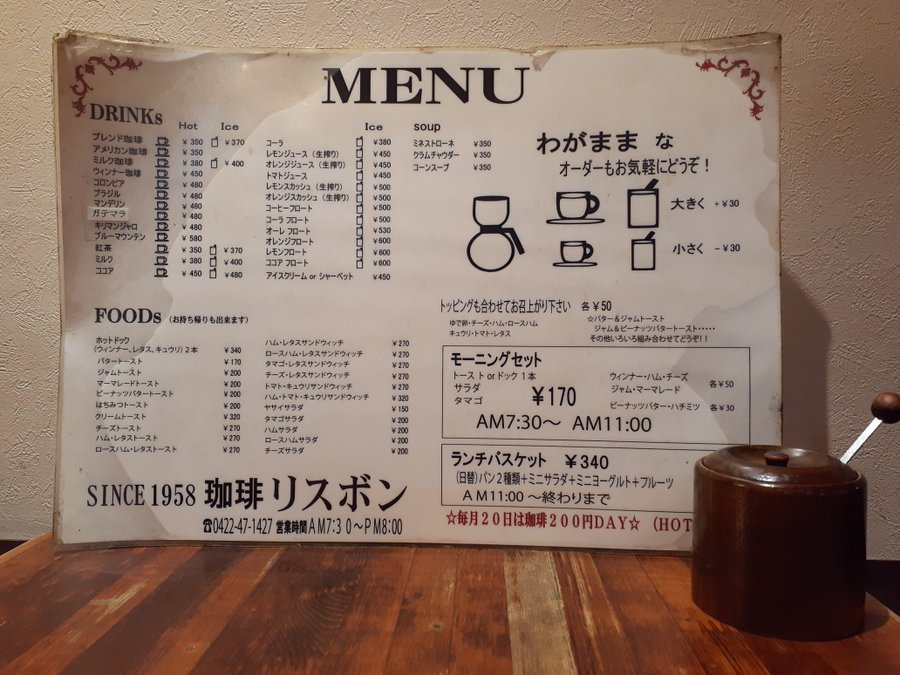 MENU
DRINKs
Hot Ice
ブレンド珈琲 ¥350 ¥370
アメリカン珈琲 ¥350
ミルク珈琲 ¥380 ¥400
ウィンナー珈琲 ¥450
コロンビア ¥480
ブラジル ¥480
マンデリン ¥480
ガテマラ ¥480
キリマンジャロ ¥480
ブルーマウンテン ¥580
紅茶 ¥350 ¥370
ミルク ¥380 ¥400
ココア ¥450 ¥480
Ice
コーラ ¥380
レモンジュース（生搾り） ¥450
オレンジジュース（生搾り） ¥450
トマトジュース ¥450
レモンスカッシュ（生搾り） ¥500
オレンジスカッシュ（生搾り） ¥500
コーヒーフロート ¥500
コーラ フロート ¥500
オーレ フロート ¥530
オレンジフロート ¥600
レモンフロート ¥600
ココア フロート ¥600
アイスクリーム or シャーベット ¥450
soup
ミネストローネ ¥350
クラムチャウダー ¥350
コーンスープ ¥350
わがまま な
オーダーもお気軽にどうぞ！
大きく +¥30
小さく -¥30
FOODs （お持ち帰りも出来ます）
ホットドック
（ウィンナー、レタス、キュウリ）２本 ¥340
バタートースト ¥170
ジャムトースト ¥200
マーマレードトースト ¥200
ピーナッツバタートースト ¥200
はちみつトースト ¥200
クリームトースト ¥320
チーズトースト ¥270
ハム・レタストースト ¥270
ロースハム・レタストースト ¥270
ハム・レタスサンドウィッチ ¥270
ロースハム・レタスサンドウィッチ ¥270
タマゴ・レタスサンドウィッチ ¥270
チーズ・レタスサンドウィッチ ¥270
トマト・キュウリサンドウィッチ ¥270
ハム・トマト・キュウリサンドウィッチ ¥320
ヤサイサラダ ¥150
タマゴサラダ ¥200
ハムサラダ ¥200
ロースハムサラダ ¥200
チーズサラダ ¥200
トッピングも合わせてお召上がり下さい 各¥50
ゆで卵・チーズ・ハム・ロースハム
キュウリ・トマト・レタス
☆バター＆ジャムトースト
ジャム＆ピーナッツバタートースト・・・・・
その他いろいろ組み合わせてどうぞ！！
モーニングセット
トースト or ドック １本
サラダ
タマゴ
¥170
ウィンナー・ハム・チーズ
ジャム・マーマレード 各¥50
ピーナッツバター・ハチミツ 各¥30
AM7:30～ AM11:00
ランチバスケット ¥340
（日替）パン２種類＋ミニサラダ＋ミニヨーグルト＋フルーツ
ＡＭ11:00 ～終わりまで
☆毎月２０日は珈琲２００円DAY☆ （HOT
SINCE 1958 珈琲 リスボン
☎0422-47-1427 営業時間 AM7:30～PM8:00